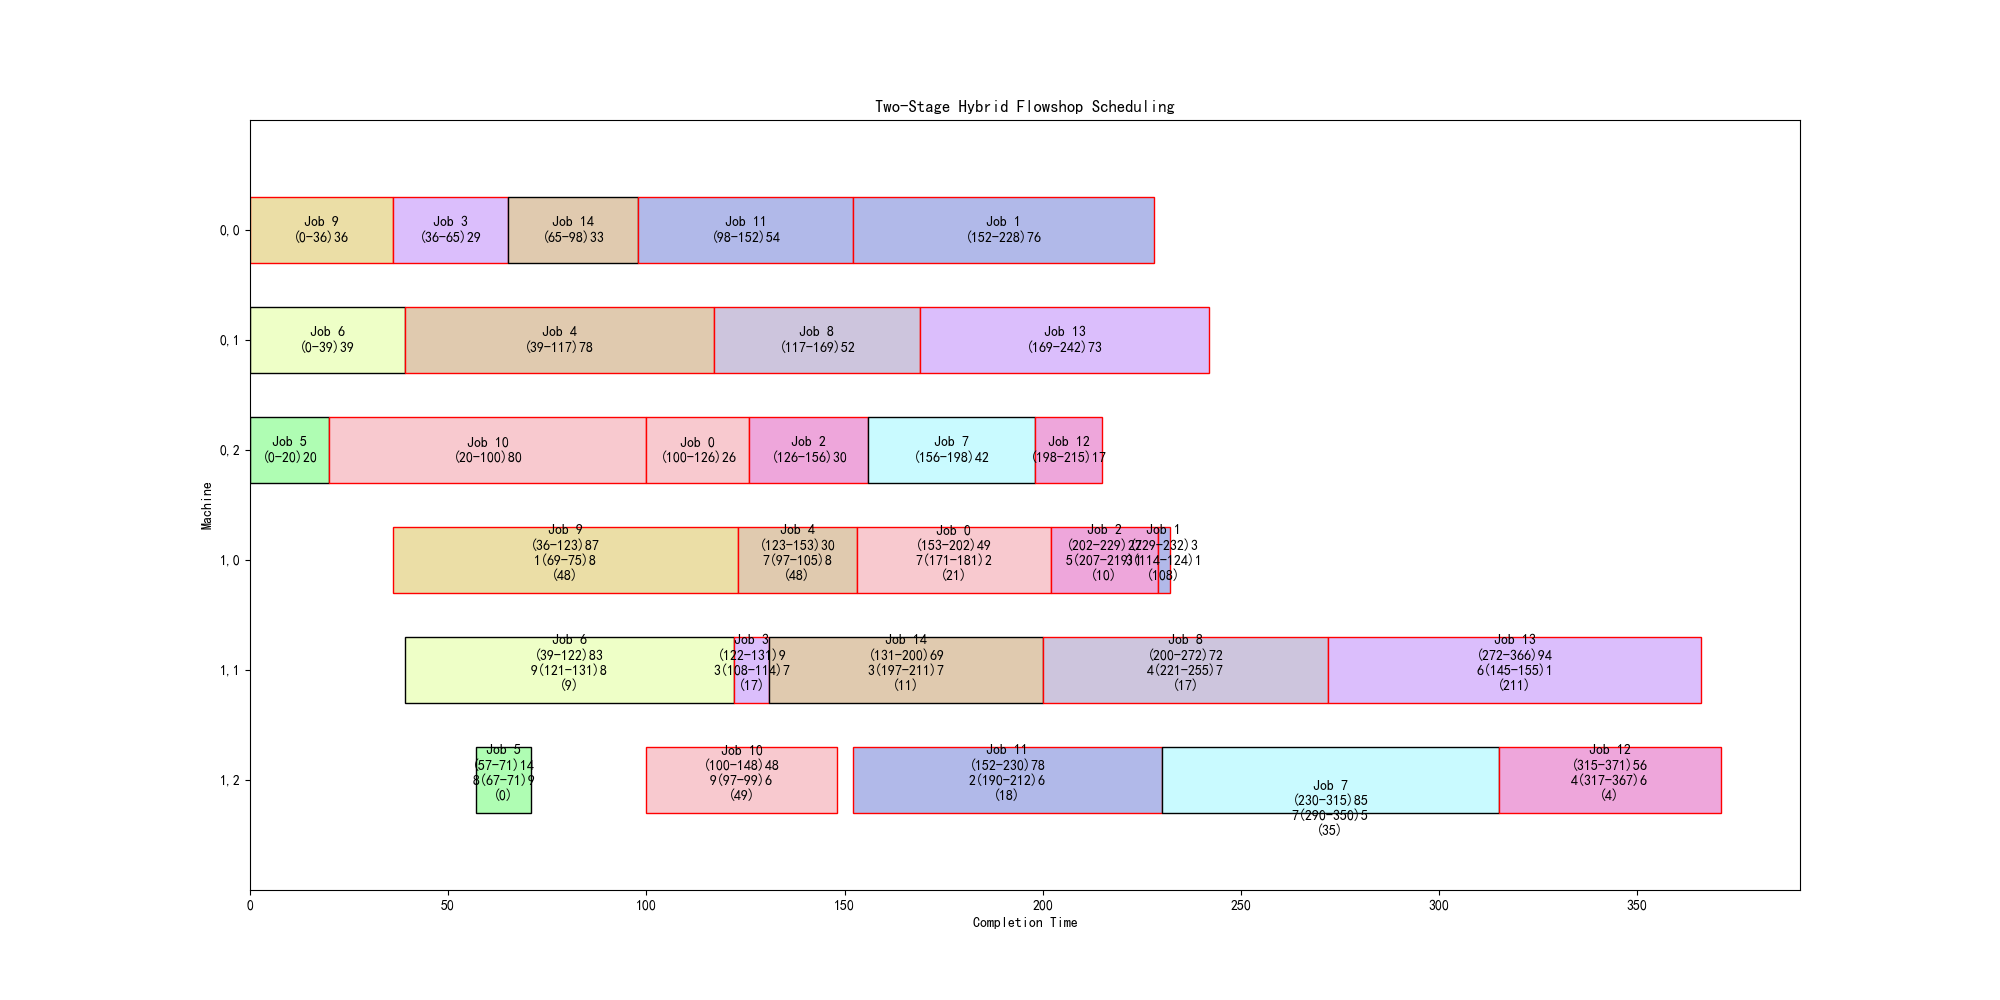 Two-Stage Hybrid Flowshop Scheduling
Machine
0,0
Job 9
(0-36)36
Job 3
(36-65)29
Job 14
(65-98)33
Job 11
(98-152)54
Job 1
(152-228)76
0,1
Job 6
(0-39)39
Job 4
(39-117)78
Job 8
(117-169)52
Job 13
(169-242)73
0,2
Job 5
(0-20)20
Job 10
(20-100)80
Job 0
(100-126)26
Job 2
(126-156)30
Job 7
(156-198)42
Job 12
(198-215)17
1,0
Job 9
(36-123)87
1(69-75)8
(48)
Job 4
(123-153)30
7(97-105)8
(48)
Job 0
(153-202)49
7(171-181)2
(21)
Job 2
(202-229)27
(10)
Job 1
(229-232)3
3(114-124)1
(108)
1,1
Job 6
(39-122)83
9(121-131)8
(9)
Job 3
(122-131)9
3(108-114)7
(17)
Job 14
(131-200)69
3(197-211)7
(11)
Job 8
(200-272)72
4(221-255)7
(17)
Job 13
(272-366)94
6(145-155)1
(211)
1,2
Job 5
(57-71)14
8(67-71)9
(0)
Job 10
(100-148)48
9(97-99)6
(49)
Job 11
(152-230)78
2(190-212)6
(18)
Job 7
(230-315)85
7(290-350)5
(35)
Job 12
(315-371)56
4(317-367)6
(4)
0
50
100
150
200
250
300
350
Completion Time